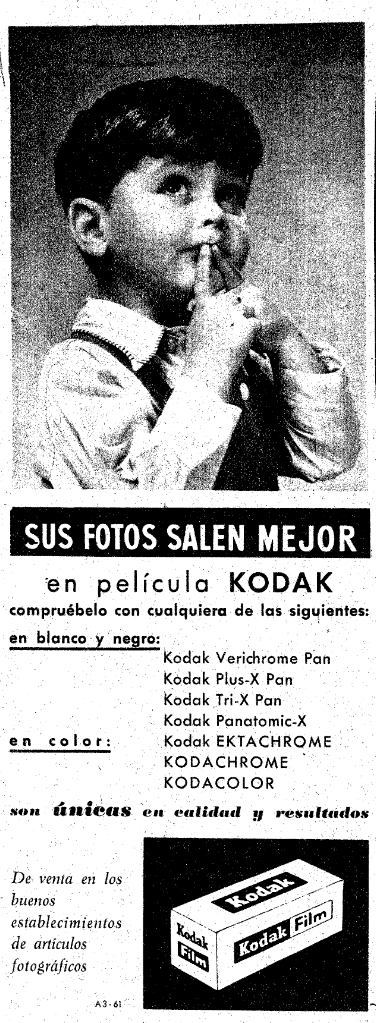 SUS FOTOS SALEN MEJOR
en película KODAK
compruébelo con cualquiera de las siguientes:
en blanco y negro:
Kodak Verichrome Pan
Kodak Plus-X Pan
Kodak Tri-X Pan
Kodak Panatomic-X
en color: Kodak EKTACHROME
KODACHROME
KODACOLOR
son únicas en calidad y resultados
De venta en los
buenos
establecimientos
de artículos
fotográficos
A3-61
Kodak
Kodak
Film
Kodak Film